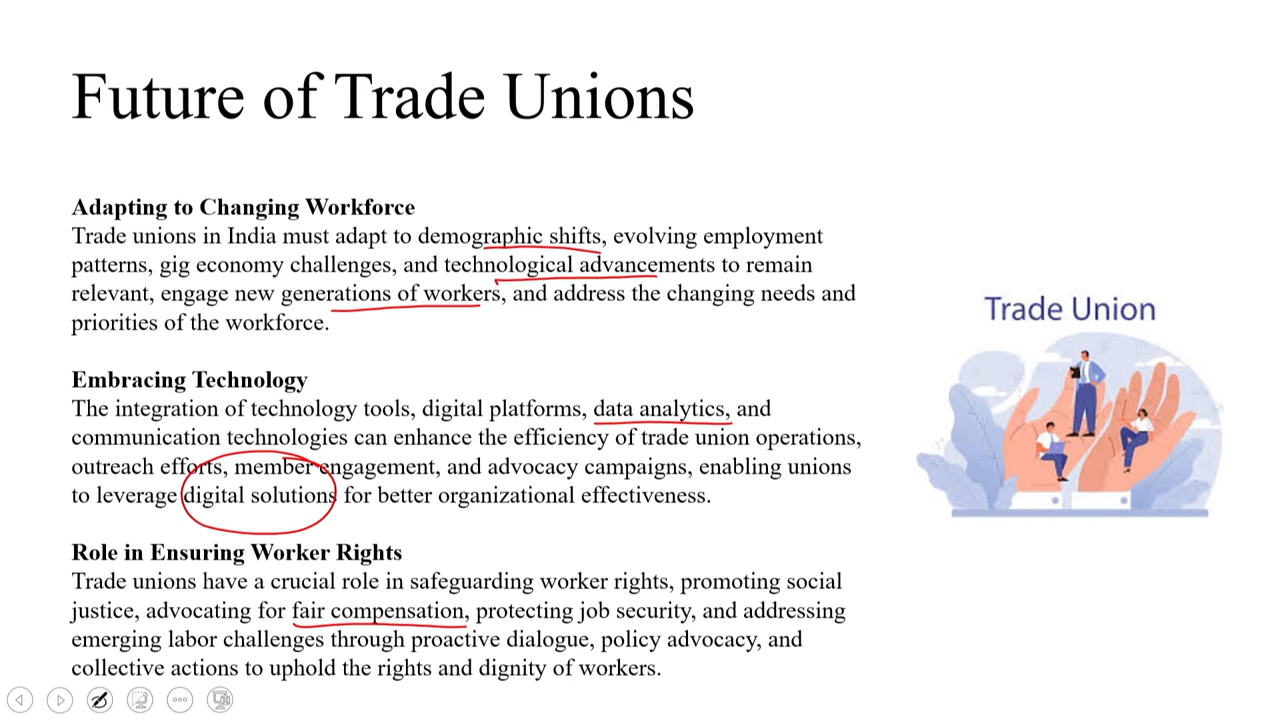 Future of Trade Unions
Adapting to Changing Workforce
Trade unions in India must adapt to demographic shifts, evolving employment
patterns, gig economy challenges, and technological advancements to remain
relevant, engage new generations of workers, and address the changing needs and
priorities of the workforce.
Embracing Technology
The integration of technology tools, digital platforms, data analytics, and
communication technologies can enhance the efficiency of trade union operations,
outreach efforts, member engagement, and advocacy campaigns, enabling unions
to leverage digital solutions for better organizational effectiveness.
Role in Ensuring Worker Rights
Trade unions have a crucial role in safeguarding worker rights, promoting social
justice, advocating for fair compensation, protecting job security, and addressing
emerging labor challenges through proactive dialogue, policy advocacy, and
collective actions to uphold the rights and dignity of workers.
Trade Union